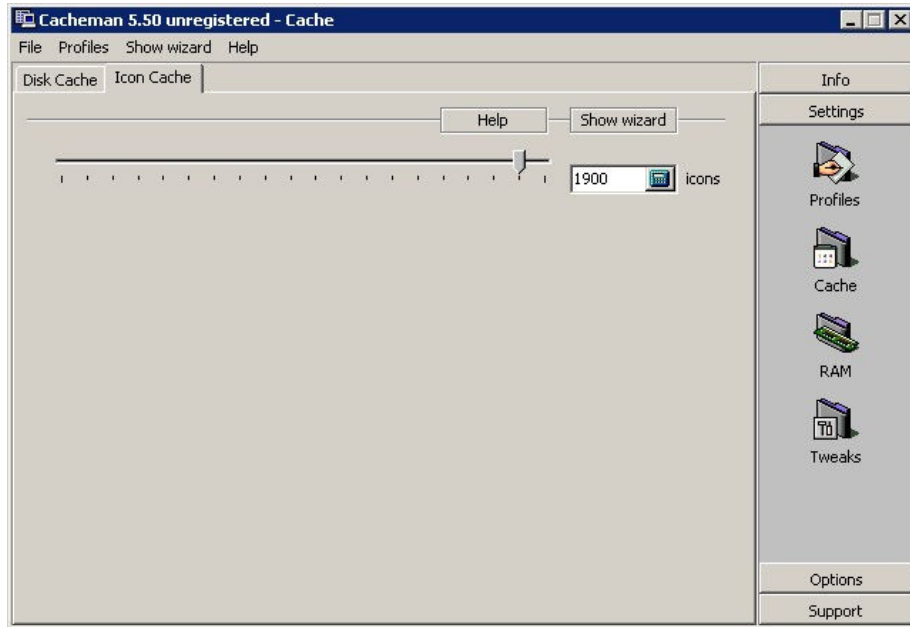 Cacheman 5.50 unregistered - Cache
File Profiles Show wizard Help
Disk Cache Icon Cache
Help Show wizard
1900 icons
Info
Settings
Profiles
Cache
RAM
Tweaks
Options
Support